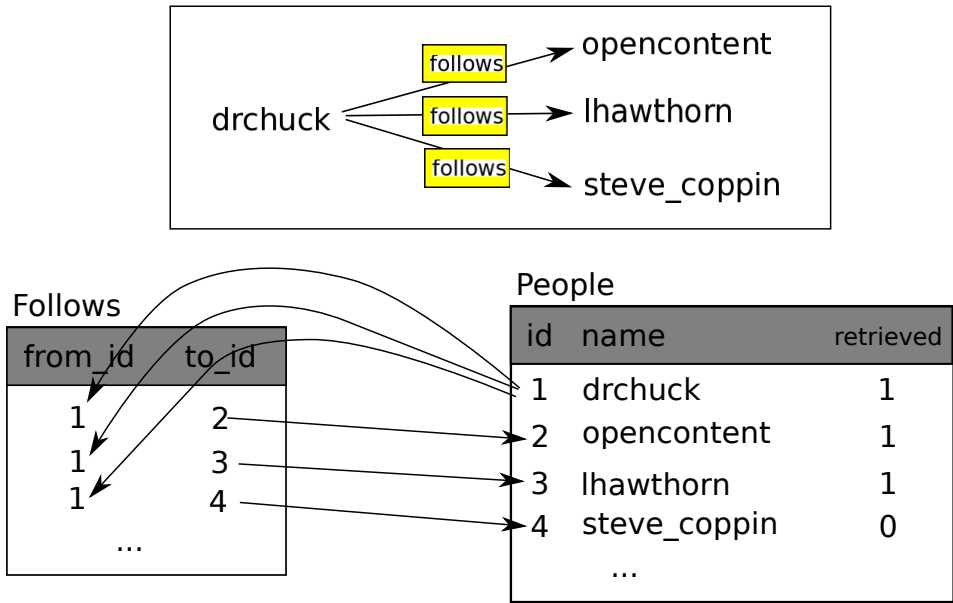 opencontent
follows
drchuck
follows
lhawthorn
follows
steve_coppin
Follows
from_id to_id
1 2
1 3
1 4
...
People
id name retrieved
1 drchuck 1
2 opencontent 1
3 lhawthorn 1
4 steve_coppin 0
...